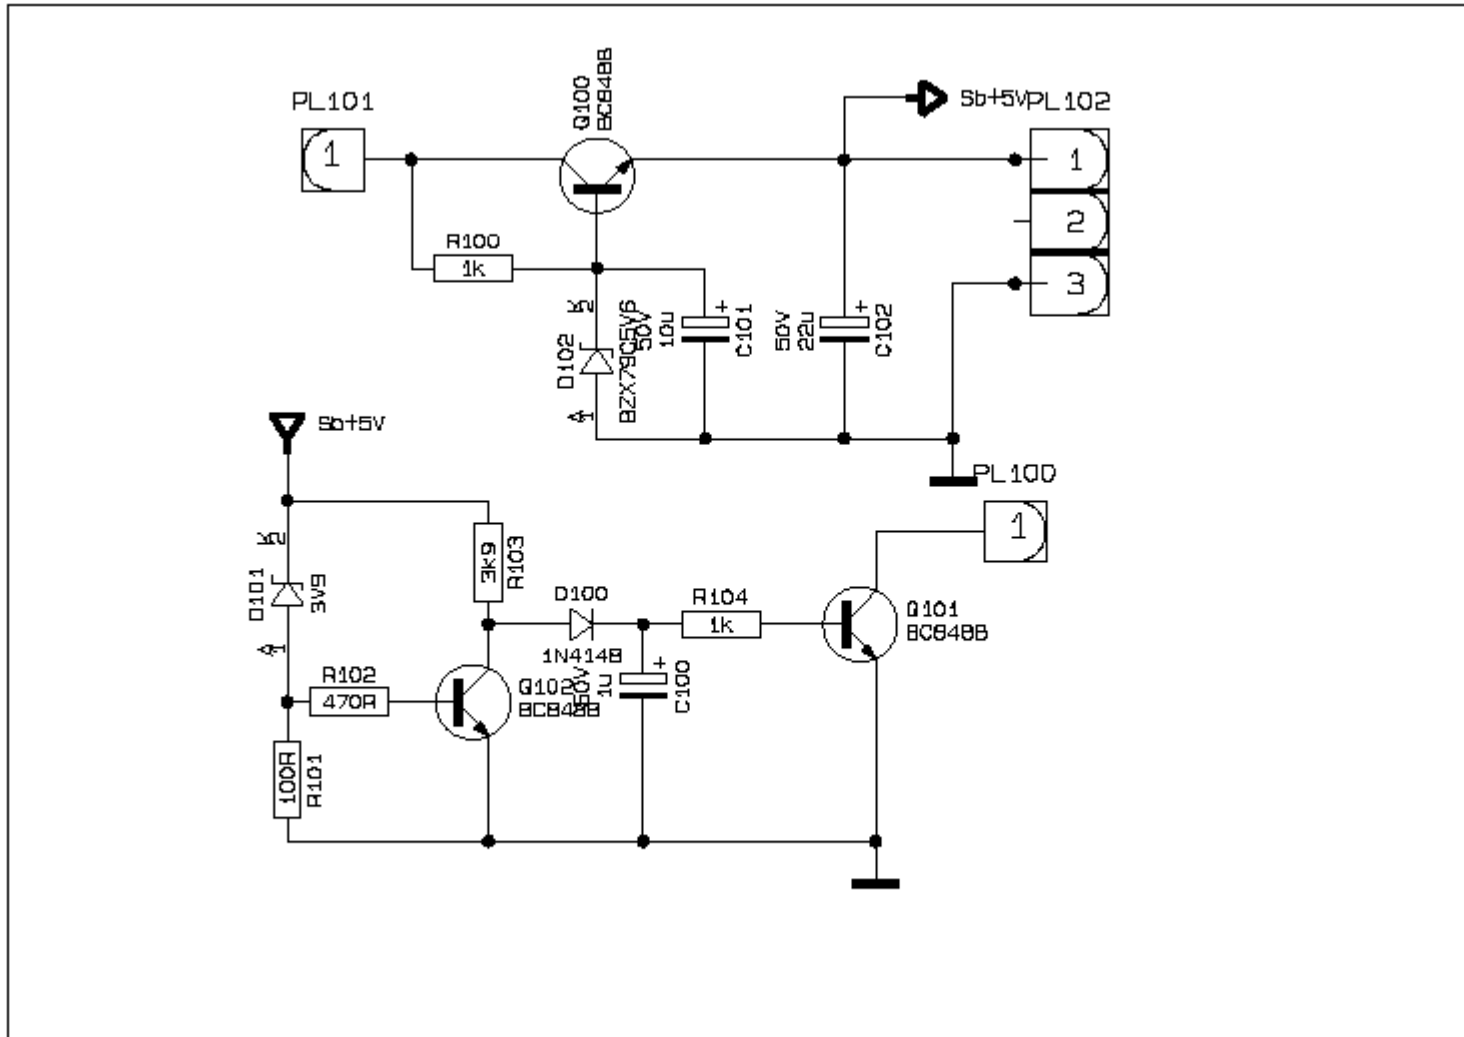 Q100
BC848B
PL101
1
Sb+5V
PL102
1
2
3
R100
1k
K
2
D102
A
1
BZX79C5V6
50V
10u
C101
+
50V
22u
C102
+
Sb+5V
PL100
1
K
2
D101
3V9
A
1
3K9
R103
D100
1N4148
R104
1k
Q101
BC848B
R102
470R
Q102
BC848B
50V
1u
C100
+
100R
R101